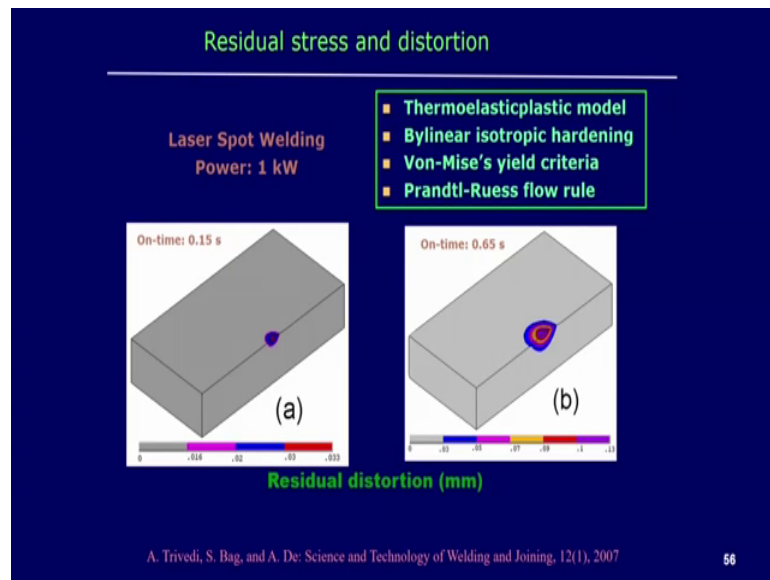 Residual stress and distortion
Laser Spot Welding
Power: 1 kW
Thermoelasticplastic model
Bylinear isotropic hardening
Von-Mise's yield criteria
Prandtl-Ruess flow rule
On-time: 0.15 s
(a)
0 .016 .02 .03 .033
On-time: 0.65 s
(b)
0 .03 .05 .07 .09 .1 .13
Residual distortion (mm)
A. Trivedi, S. Bag, and A. De: Science and Technology of Welding and Joining, 12(1), 2007
56